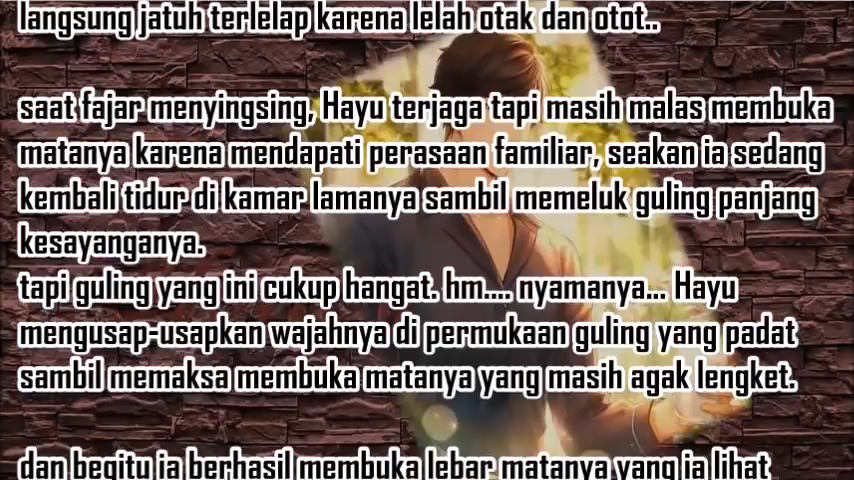 langsung jatuh terlelap karena lelah otak dan otot..
saat fajar menyingsing, Hayu terjaga tapi masih malas membuka
matanya karena mendapati perasaan familiar, seakan ia sedang
kembali tidur di kamar lamanya sambil memeluk guling panjang
kesayanganya.
tapi guling yang ini cukup hangat. hm.... nyamanya... Hayu
mengusap-usapkan wajahnya di permukaan guling yang padat
sambil memaksa membuka matanya yang masih agak lengket.
dan begitu ia berhasil membuka lebar matanya yang ia lihat